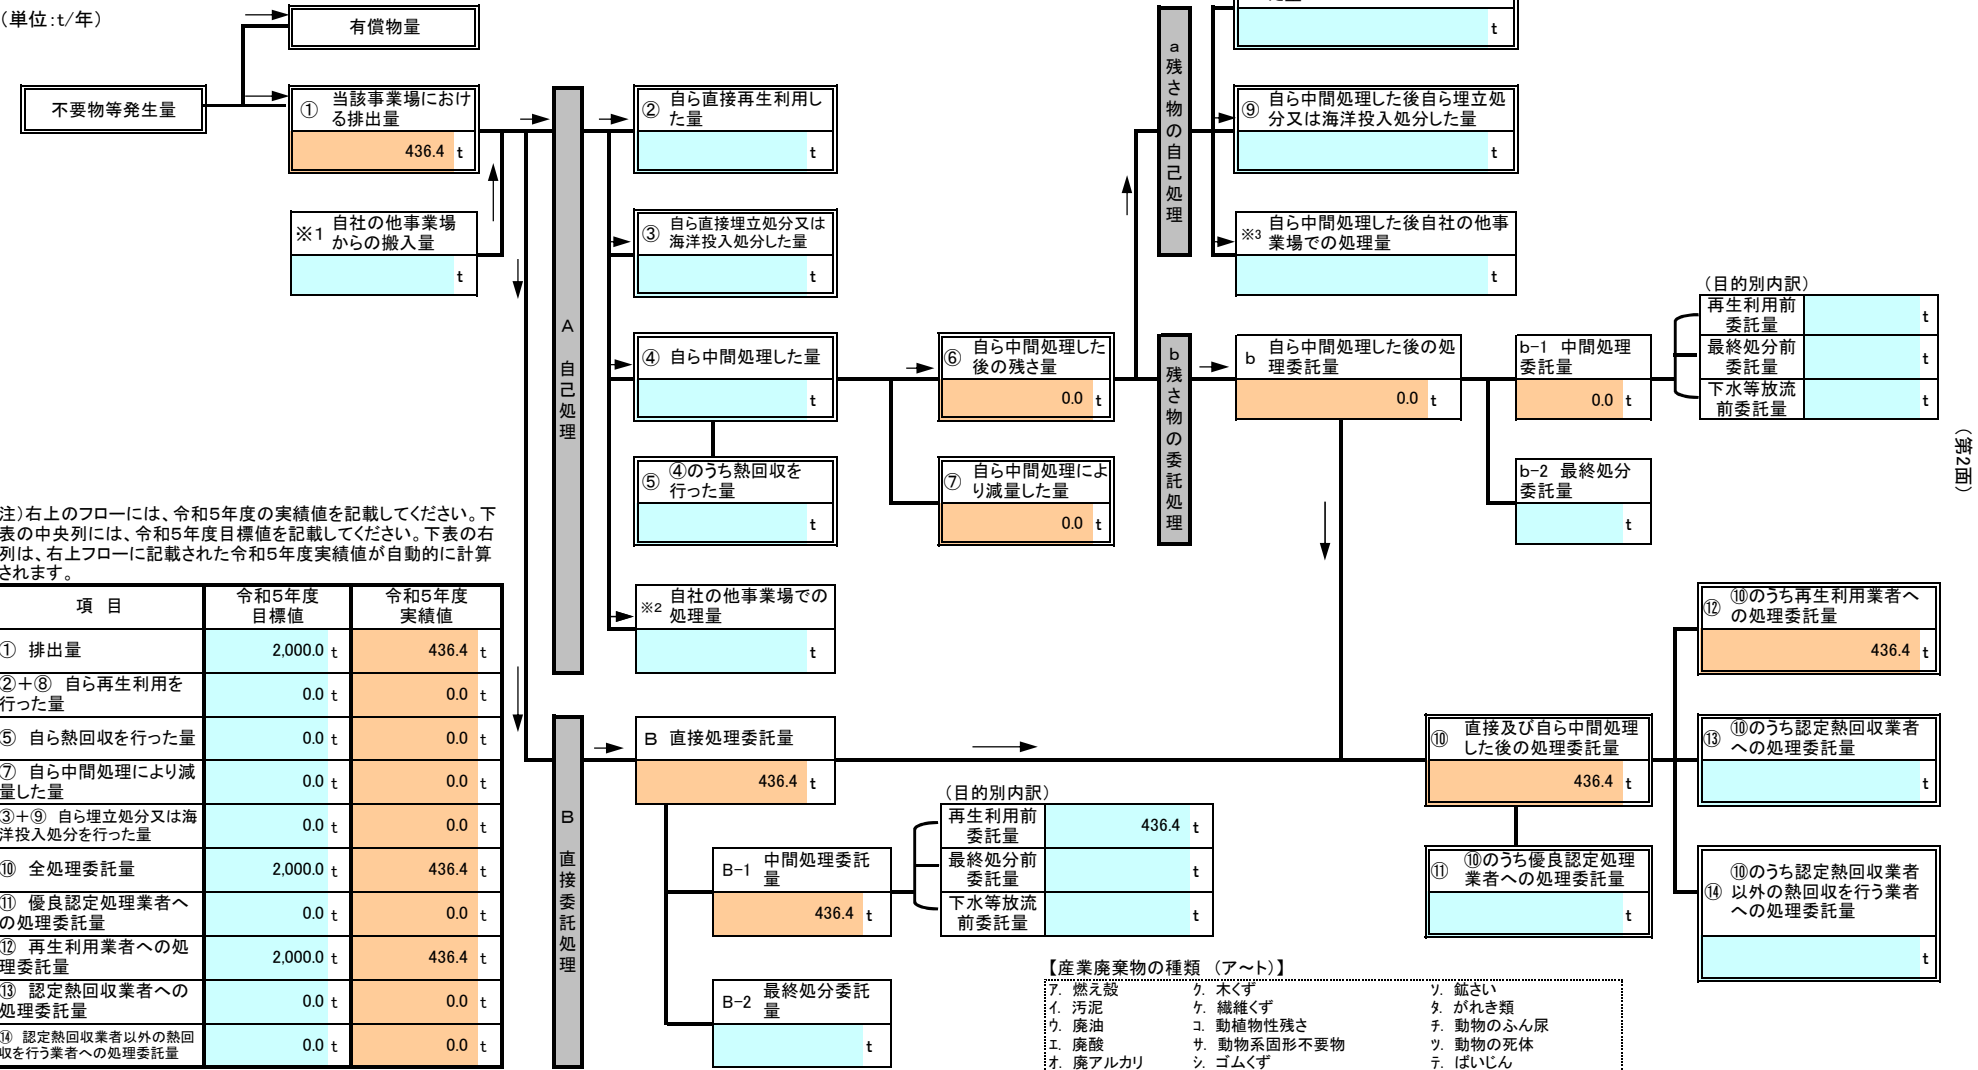 （単位:t/年）
有償物量
t
不要物等発生量
① 当該事業場におけ
る排出量
436.4 t
※1 自社の他事業場
からの搬入量
t
A 自己処理
② 自ら直接再生利用し
た量
t
③ 自ら直接埋立処分又は
海洋投入処分した量
t
④ 自ら中間処理した量
t
⑤ ④のうち熱回収を
行った量
t
※2 自社の他事業場での
処理量
t
⑥ 自ら中間処理した
後の残さ量
0.0 t
⑦ 自ら中間処理によ
り減量した量
0.0 t
a残さ物の自己処理
⑨ 自ら中間処理した後自ら埋立処
分又は海洋投入処分した量
t
※3 自ら中間処理した後自社の他事
業場での処理量
t
b残さ物の委託処理
b 自ら中間処理した後の処
理委託量
0.0 t
b-1 中間処理
委託量
0.0 t
b-2 最終処分
委託量
t
（目的別内訳）
再生利用前
委託量
t
最終処分前
委託量
t
下水等放流
前委託量
t
（第2面）
注）右上のフローには、令和5年度の実績値を記載してください。下
表の中央列には、令和5年度目標値を記載してください。下表の右
列は、右上フローに記載された令和5年度実績値が自動的に計算
されます。
項 目 令和5年度
目標値 令和5年度
実績値
① 排出量 2,000.0 t 436.4 t
②＋⑧ 自ら再生利用を
行った量 0.0 t 0.0 t
⑤ 自ら熱回収を行った量 0.0 t 0.0 t
⑦ 自ら中間処理により減
量した量 0.0 t 0.0 t
③＋⑨ 自ら埋立処分又は海
洋投入処分を行った量 0.0 t 0.0 t
⑩ 全処理委託量 2,000.0 t 436.4 t
⑪ 優良認定処理業者へ
の処理委託量 0.0 t 0.0 t
⑫ 再生利用業者への処
理委託量 2,000.0 t 436.4 t
⑬ 認定熱回収業者への
処理委託量 0.0 t 0.0 t
⑭ 認定熱回収業者以外の熱回
収を行う業者への処理委託量 0.0 t 0.0 t
B 直接委託処理
B 直接処理委託量
436.4 t
B-1 中間処理委託
量
436.4 t
B-2 最終処分委託
量
t
（目的別内訳）
再生利用前
委託量
436.4 t
最終処分前
委託量
t
下水等放流
前委託量
t
⑩ 直接及び自ら中間処理
した後の処理委託量
436.4 t
⑪ ⑩のうち優良認定処理
業者への処理委託量
t
⑫ ⑩のうち再生利用業者へ
の処理委託量
436.4 t
⑬ ⑩のうち認定熱回収業者
への処理委託量
t
⑭ ⑩のうち認定熱回収業者
以外の熱回収を行う業者
への処理委託量
t
【産業廃棄物の種類 （ア～ト）】
ア. 燃え殻 ク. 木くず ソ. 鉱さい
イ. 汚泥 ケ. 繊維くず タ. がれき類
ウ. 廃油 コ. 動植物性残さ チ. 動物のふん尿
エ. 廃酸 サ. 動物系固形不要物 ツ. 動物の死体
オ. 廃アルカリ シ. ゴムくず テ. ばいじん